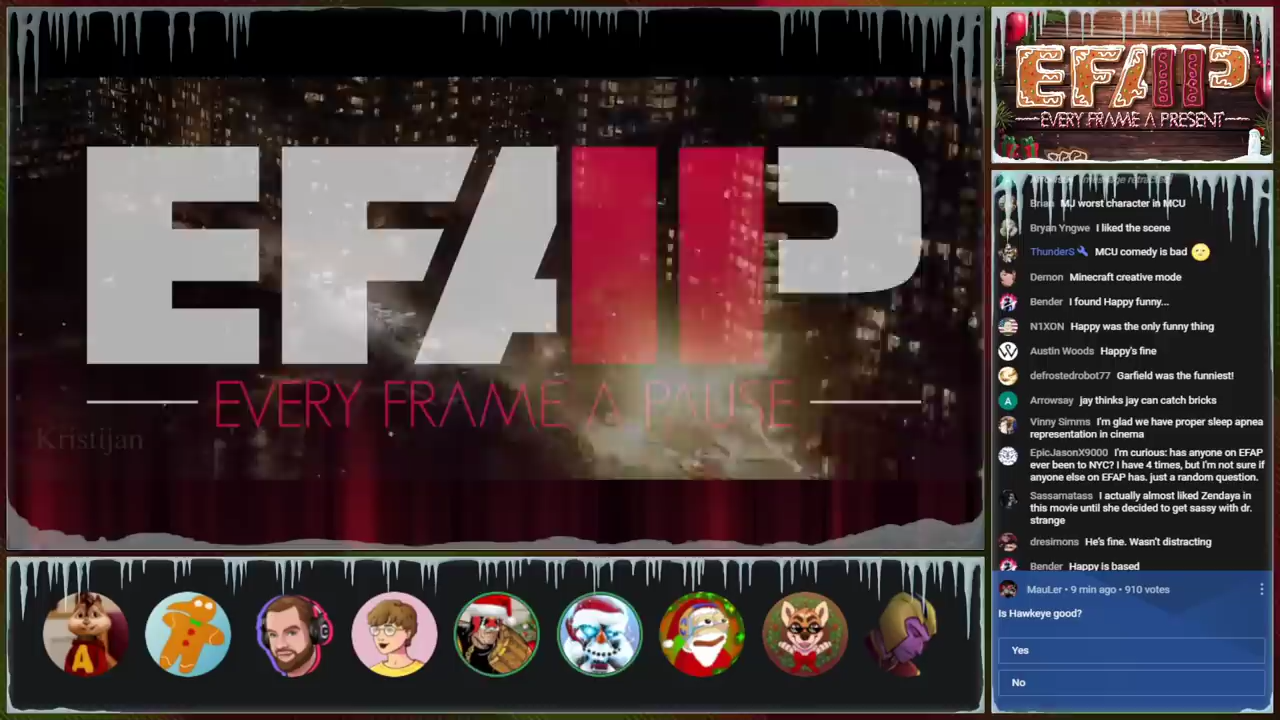 EFAP
EVERY FRAME A PAUSE
Kristijan
A
EFAP
EVERY FRAME A PRESENT
message retracted
Brian MJ worst character in MCU
Bryan Yngwe I liked the scene
ThunderS MCU comedy is bad
Demon Minecraft creative mode
Bender I found Happy funny...
N1XON Happy was the only funny thing
Austin Woods Happy's fine
defrostedrobot77 Garfield was the funniest!
A Arrowsay jay thinks jay can catch bricks
Vinny Simms I'm glad we have proper sleep apnea
representation in cinema
EpicJasonX9000 I'm curious: has anyone on EFAP
ever been to NYC? I have 4 times, but I'm not sure if
anyone else on EFAP has. just a random question.
Sassamatass I actually almost liked Zendaya in
this movie until she decided to get sassy with dr.
strange
dresimons He's fine. Wasn't distracting
Bender Happy is based
MauLer • 9 min ago • 910 votes
Is Hawkeye good?
Yes
No